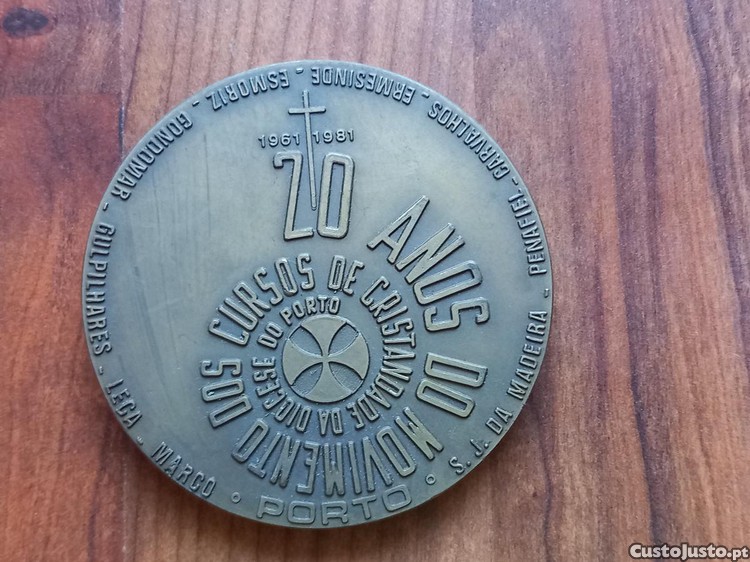 1961 1981
20 ANOS DO MOVIMENTO DOS CURSOS DE CRISTANDADE DA DIOCESE DO PORTO
MARCO - LEÇA - GULPILHARES - GONDOMAR - ESMORIZ - ERMESINDE - CARVALHOS - PENAFIEL - S. J. DA MADEIRA
PORTO
CustoJusto.pt